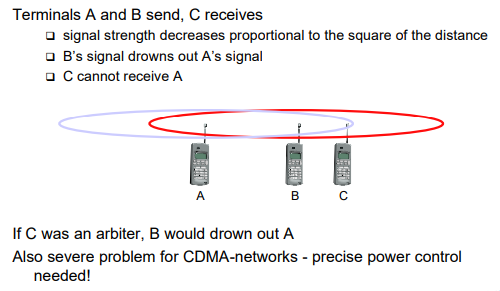 Terminals A and B send, C receives
❑ signal strength decreases proportional to the square of the distance
❑ B's signal drowns out A's signal
❑ C cannot receive A
A B C
If C was an arbiter, B would drown out A
Also severe problem for CDMA-networks - precise power control
needed!